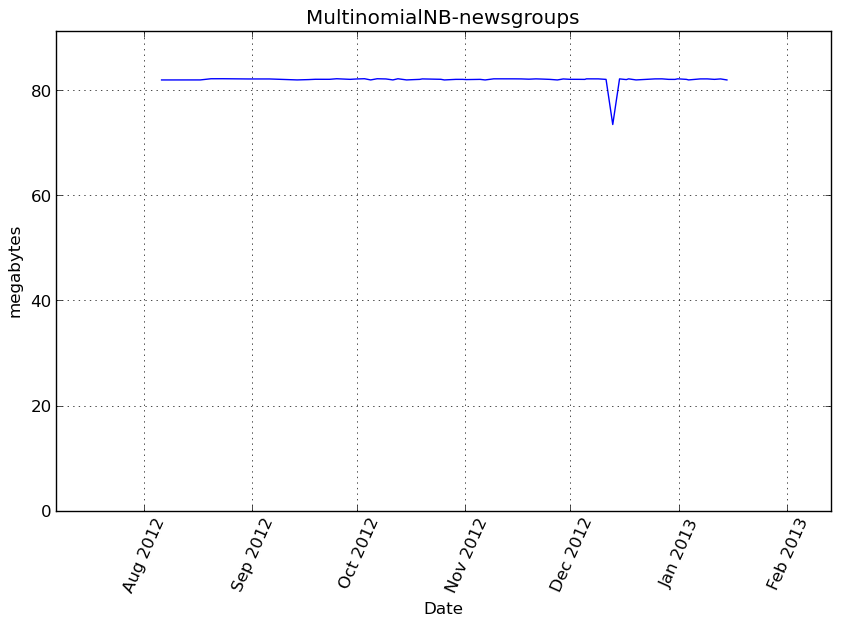 MultinomialNB-newsgroups
megabytes
80
60
40
20
0
Aug 2012
Sep 2012
Oct 2012
Nov 2012
Dec 2012
Jan 2013
Feb 2013
Date